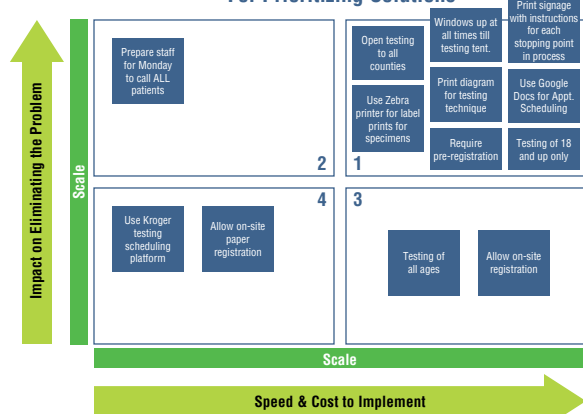 For Prioritizing Solutions
Impact on Eliminating the Problem
Scale
Prepare staff
for Monday
to call ALL
patients
2
Open testing
to all
counties
Use Zebra
printer for label
prints for
specimens
Windows up at
all times till
testing tent.
Print diagram
for testing
technique
Require
pre-registration
Print signage
with instructions
for each
stopping point
in process
Use Google
Docs for Appt.
Scheduling
Testing of 18
and up only
1
4
Use Kroger
testing
scheduling
platform
Allow on-site
paper
registration
3
Testing of
all ages
Allow on-site
registration
Scale
Speed & Cost to Implement